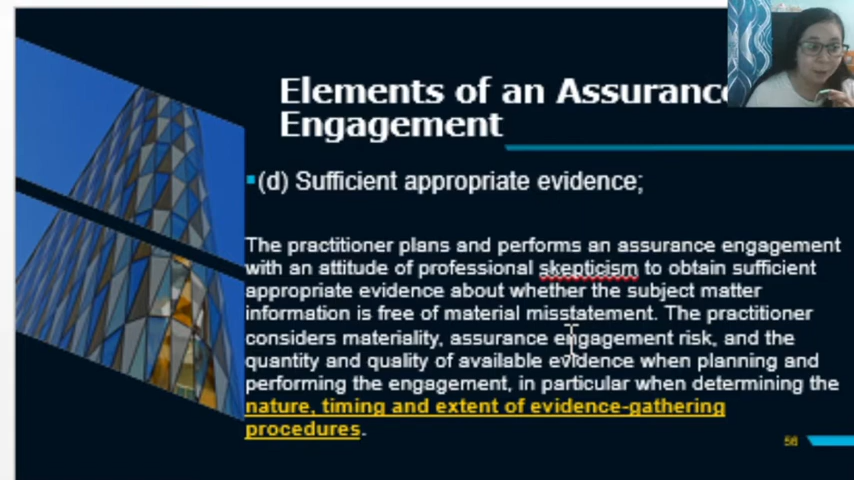 Elements of an Assurance
Engagement
(d) Sufficient appropriate evidence;
The practitioner plans and performs an assurance engagement
with an attitude of professional skepticism to obtain sufficient
appropriate evidence about whether the subject matter
information is free of material misstatement. The practitioner
considers materiality, assurance engagement risk, and the
quantity and quality of available evidence when planning and
performing the engagement, in particular when determining the
nature, timing and extent of evidence-gathering
procedures.
56